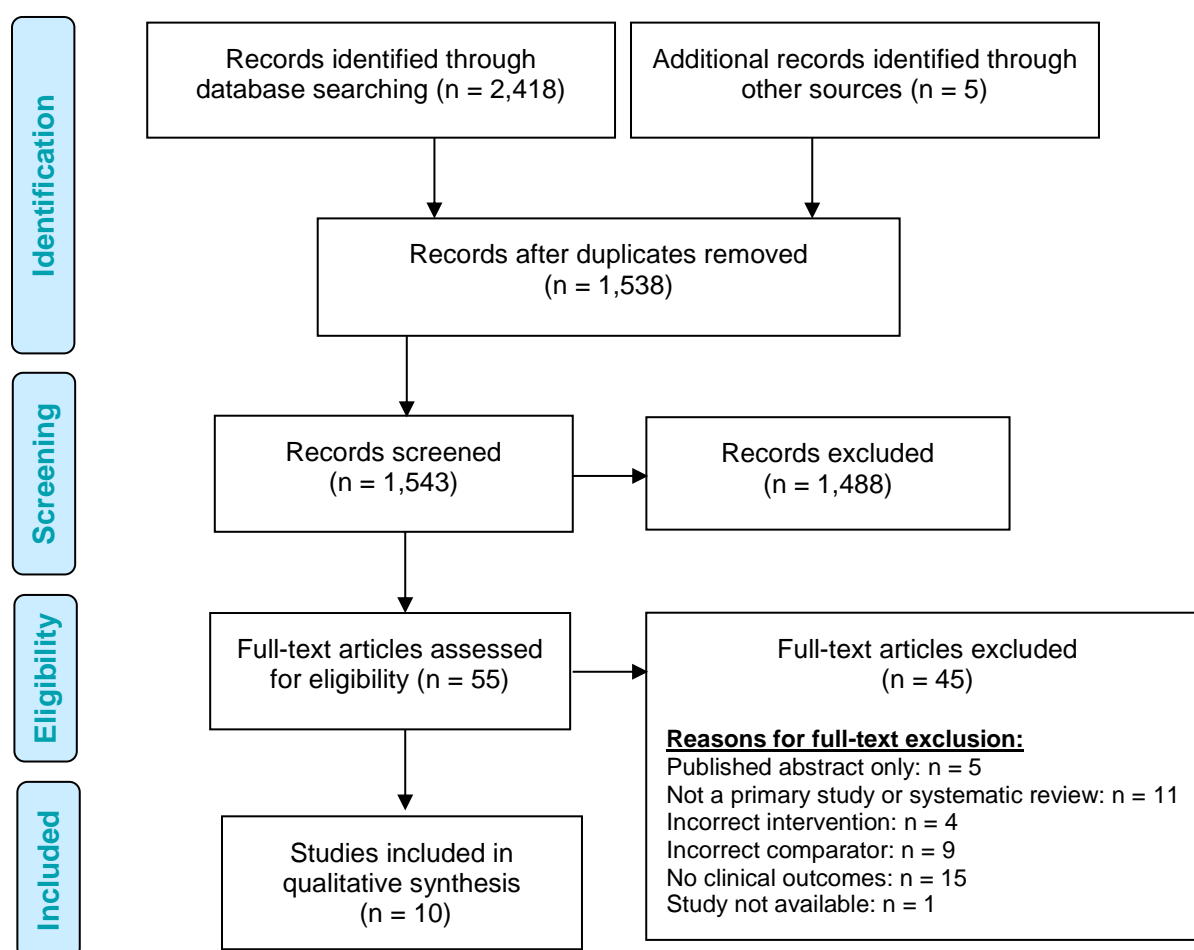 Identification
Records identified through
database searching (n = 2,418)
Additional records identified through
other sources (n = 5)
Records after duplicates removed
(n = 1,538)
Screening
Records screened
(n = 1,543)
Records excluded
(n = 1,488)
Eligibility
Full-text articles assessed
for eligibility (n = 55)
Full-text articles excluded
(n = 45)
Reasons for full-text exclusion:
Published abstract only: n = 5
Not a primary study or systematic review: n = 11
Incorrect intervention: n = 4
Incorrect comparator: n = 9
No clinical outcomes: n = 15
Study not available: n = 1
Included
Studies included in
qualitative synthesis
(n = 10)